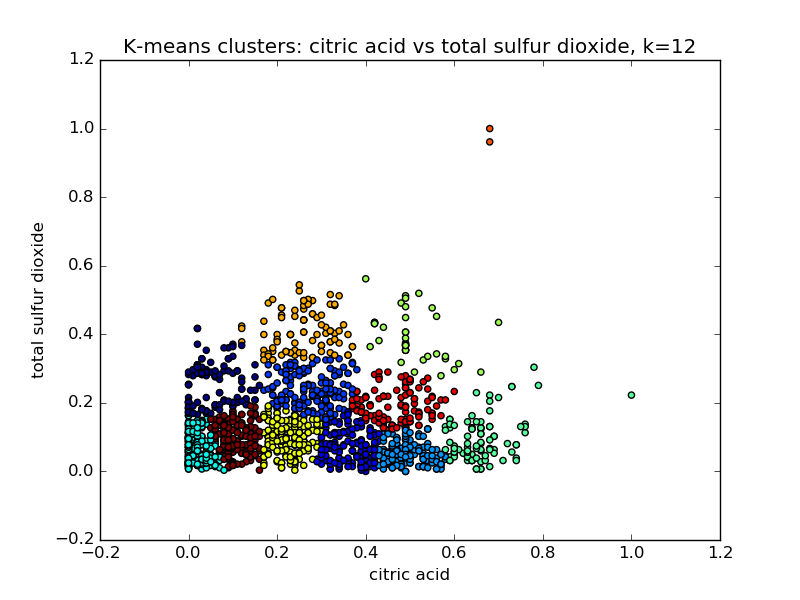 K-means clusters: citric acid vs total sulfur dioxide, k=12
1.2
1.0
0.8
0.6
0.4
0.2
0.0
−0.2
total sulfur dioxide
−0.2 0.0 0.2 0.4 0.6 0.8 1.0 1.2
citric acid